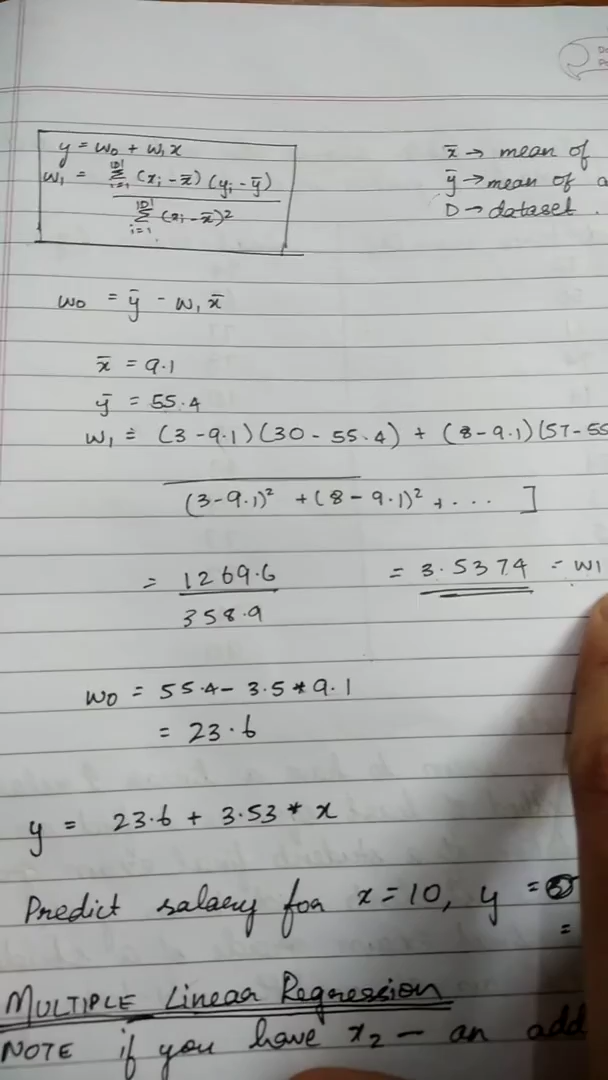 y = w0 + w1x
w1 = |D| Σ i=1 (xi - x̄) (yi - ȳ)
|D| Σ i=1 (xi - x̄)2
x̄ → mean of
ȳ → mean of a
D → dataset.
w0 = ȳ - w1 x̄
x̄ = 9.1
ȳ = 55.4
w1 = (3-9.1)(30-55.4) + (8-9.1)(57-55
(3-9.1)2 + (8-9.1)2 + . . . ]
= 1269.6
358.9
= 3.5374 = w1
w0 = 55.4 - 3.5 * 9.1
= 23.6
y = 23.6 + 3.53 * x
Predict salary for x = 10, y =
=
MULTIPLE Linear Regression
NOTE if you have x2 – an add